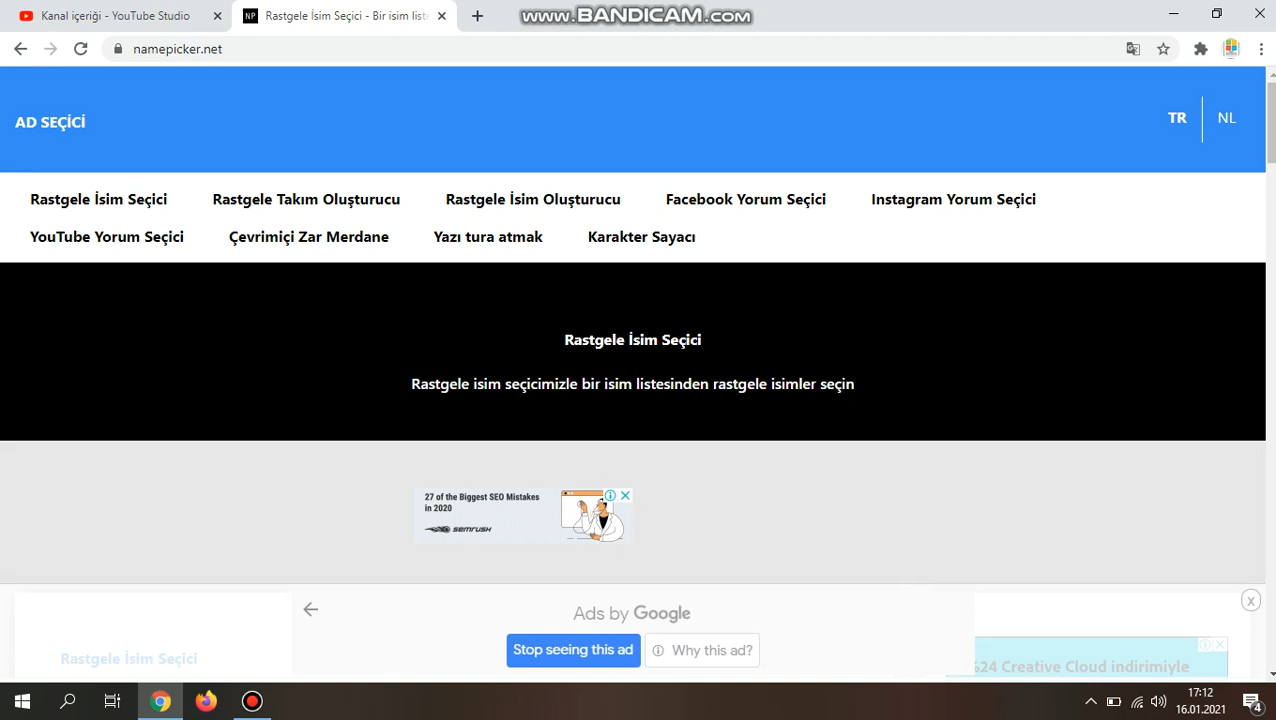 Kanal içeriği - YouTube Studio
NP Rastgele İsim Seçici - Bir isim liste
www.BANDICAM.com
namepicker.net
AD SEÇİCİ
TR NL
Rastgele İsim Seçici Rastgele Takım Oluşturucu Rastgele İsim Oluşturucu Facebook Yorum Seçici Instagram Yorum Seçici
YouTube Yorum Seçici Çevrimiçi Zar Merdane Yazı tura atmak Karakter Sayacı
Rastgele İsim Seçici
Rastgele isim seçicimizle bir isim listesinden rastgele isimler seçin
27 of the Biggest SEO Mistakes
in 2020
SEMRUSH
Ads by Google
Stop seeing this ad Why this ad?
x
Rastgele İsim Seçici
%24 Creative Cloud indirimiyle
17:12
16.01.2021
4